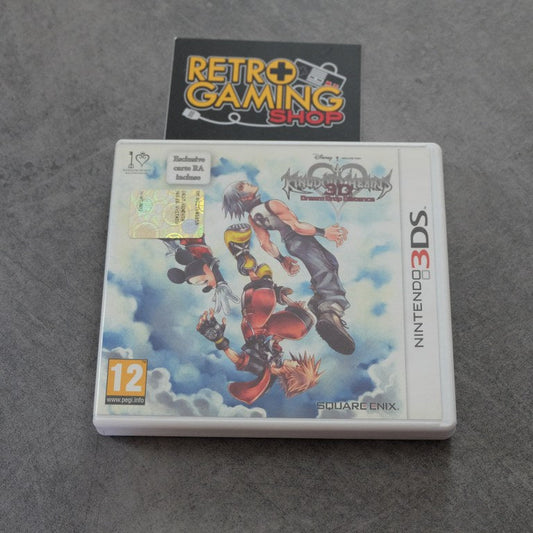 RETRO
GAMING
SHOP
10
Esclusive
carte RA
incluse
Disney
KINGDOM HEARTS
3D
Dream Drop Distance
NINTENDO 3DS
12
www.pegi.info
SQUARE ENIX